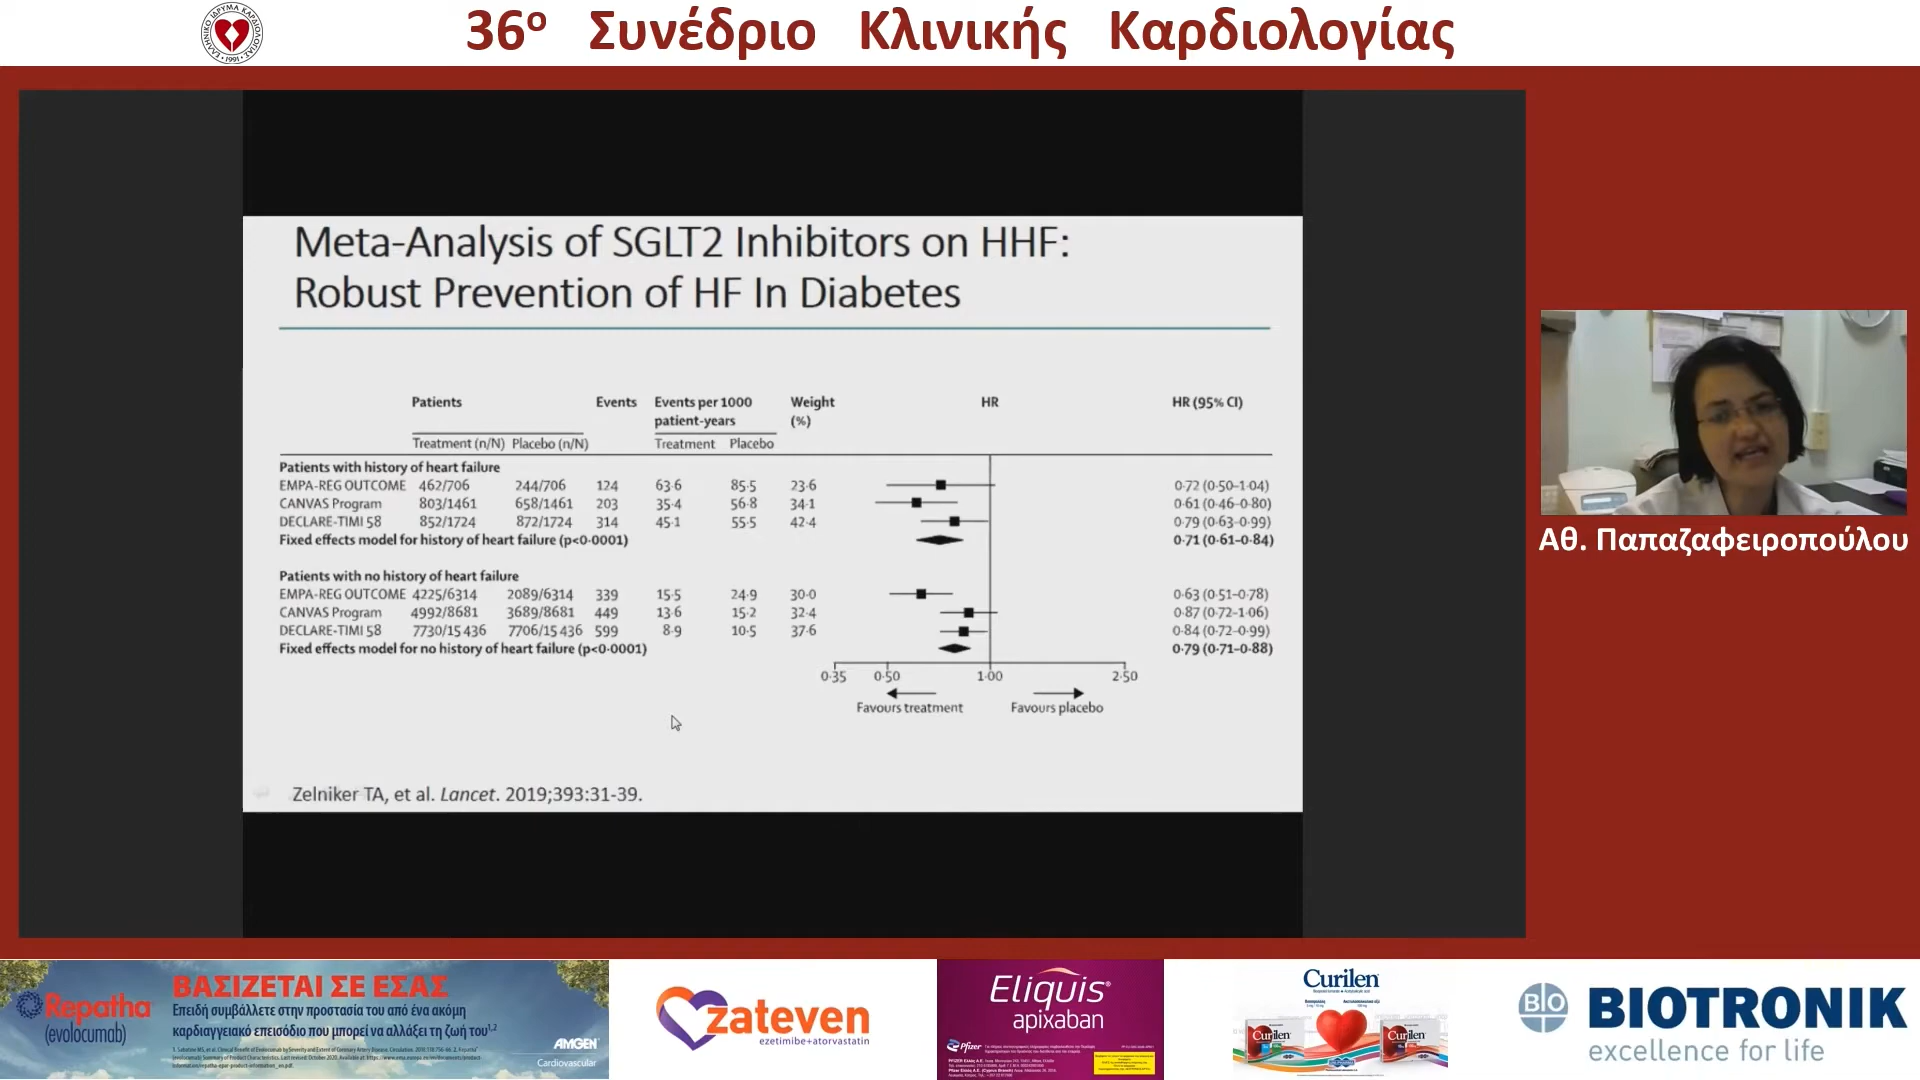 36ο Συνέδριο Κλινικής Καρδιολογίας
ΕΛΛΗΝΙΚΟ ΙΔΡΥΜΑ ΚΑΡΔΙΟΛΟΓΙΑΣ
1991
Meta-Analysis of SGLT2 Inhibitors on HHF:
Robust Prevention of HF In Diabetes
Patients Events Events per 1000 patient-years Weight (%) HR HR (95% CI)
Treatment (n/N) Placebo (n/N) Treatment Placebo
Patients with history of heart failure
EMPA-REG OUTCOME 462/706 244/706 124 63·6 85·5 23·6 0·72 (0·50–1·04)
CANVAS Program 803/1461 658/1461 203 35·4 56·8 34·1 0·61 (0·46–0·80)
DECLARE-TIMI 58 852/1724 872/1724 314 45·1 55·5 42·4 0·79 (0·63–0·99)
Fixed effects model for history of heart failure (p<0·0001) 0·71 (0·61–0·84)
Patients with no history of heart failure
EMPA-REG OUTCOME 4225/6314 2089/6314 339 15·5 24·9 30·0 0·63 (0·51–0·78)
CANVAS Program 4992/8681 3689/8681 449 13·6 15·2 32·4 0·87 (0·72–1·06)
DECLARE-TIMI 58 7730/15 436 7706/15 436 599 8·9 10·5 37·6 0·84 (0·72–0·99)
Fixed effects model for no history of heart failure (p<0·0001) 0·79 (0·71–0·88)
0·35 0·50 1·00 2·50
Favours treatment Favours placebo
Zelniker TA, et al. Lancet. 2019;393:31-39.
Αθ. Παπαζαφειροπούλου
Repatha
(evolocumab)
ΒΑΣΙΖΕΤΑΙ ΣΕ ΕΣΑΣ
Επειδή συμβάλλετε στην προστασία του από ένα ακόμη
καρδιαγγειακό επεισόδιο που μπορεί να αλλάξει τη ζωή του1,2
AMGEN
Cardiovascular
zateven
ezetimibe+atorvastatin
Eliquis®
apixaban
Pfizer
Curilen
Curilen
Curilen
BIO
BIOTRONIK
excellence for life